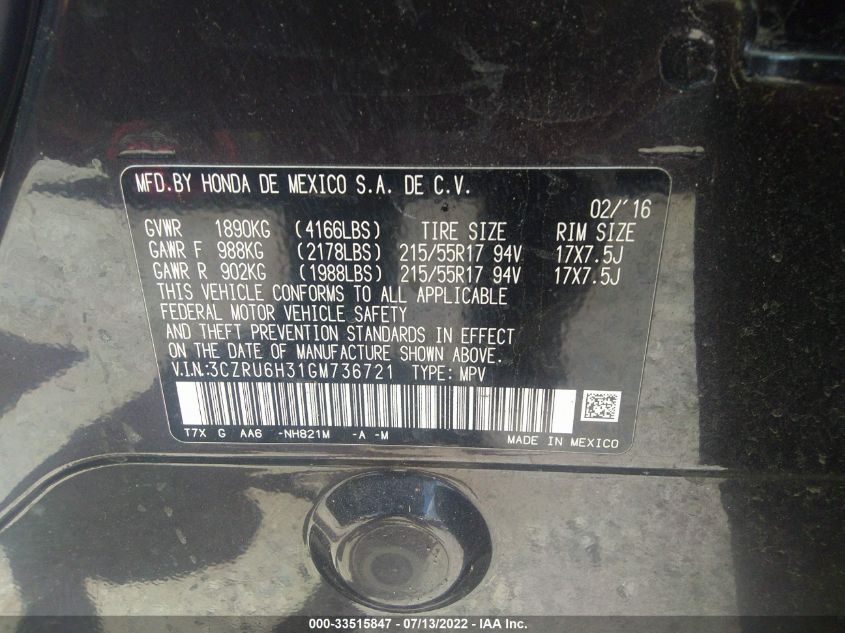 MFD.BY HONDA DE MEXICO S.A. DE C.V.
02/'16
GVWR 1890KG (4166LBS) TIRE SIZE RIM SIZE
GAWR F 988KG (2178LBS) 215/55R17 94V 17X7.5J
GAWR R 902KG (1988LBS) 215/55R17 94V 17X7.5J
THIS VEHICLE CONFORMS TO ALL APPLICABLE
FEDERAL MOTOR VEHICLE SAFETY
AND THEFT PREVENTION STANDARDS IN EFFECT
ON THE DATE OF MANUFACTURE SHOWN ABOVE.
V.I.N:3CZRU6H31GM736721 TYPE: MPV
T7X G AA6 -NH821M -A -M
MADE IN MEXICO
000-33515847 - 07/13/2022 - IAA Inc.